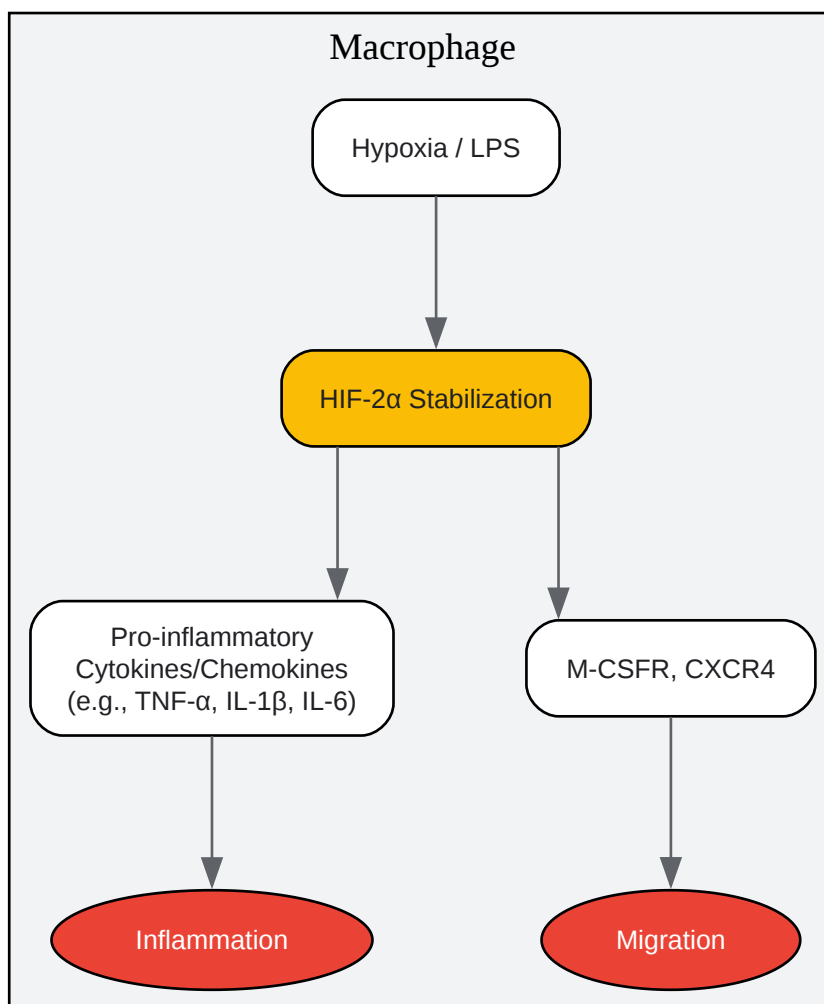 Macrophage
Hypoxia / LPS
HIF-2α Stabilization
Pro-inflammatory
Cytokines/Chemokines
(e.g., TNF-α, IL-1β, IL-6)
M-CSFR, CXCR4
Inflammation
Migration